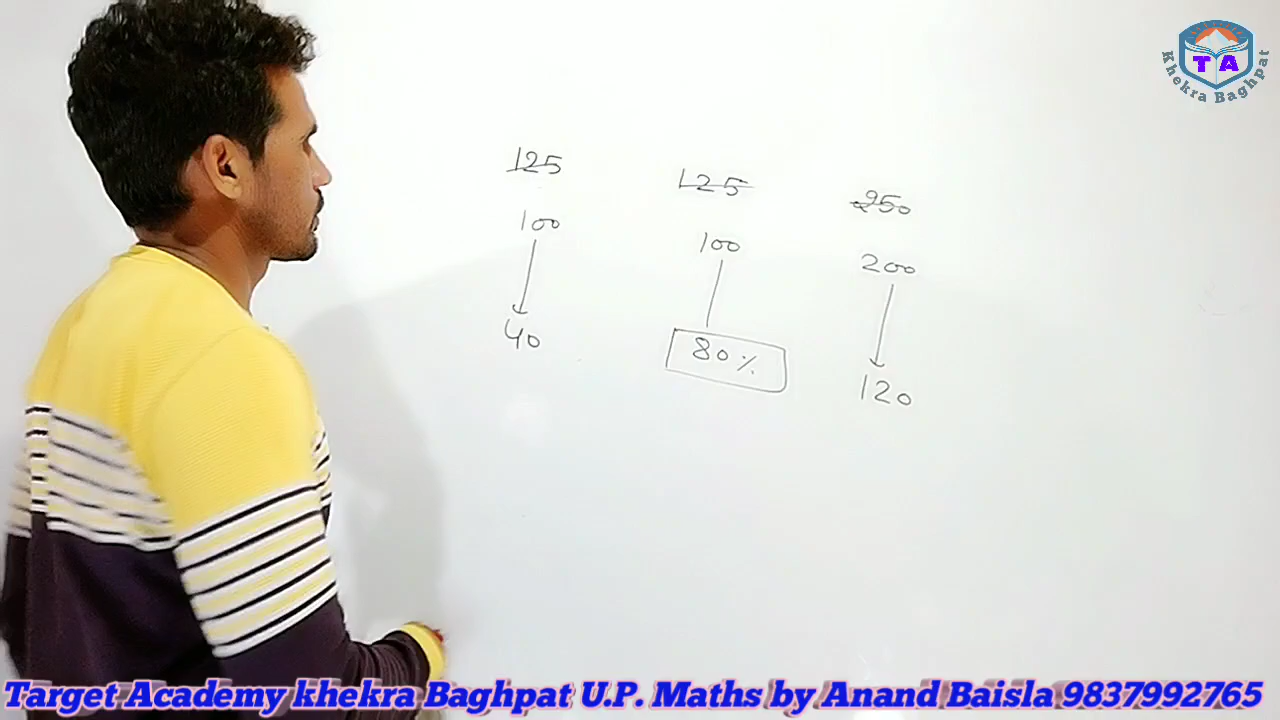 T A
Khekra Baghpat
125 125 250
100 100 200
40 80% 120
Target Academy khekra Baghpat U.P. Maths by Anand Baisla 9837992765